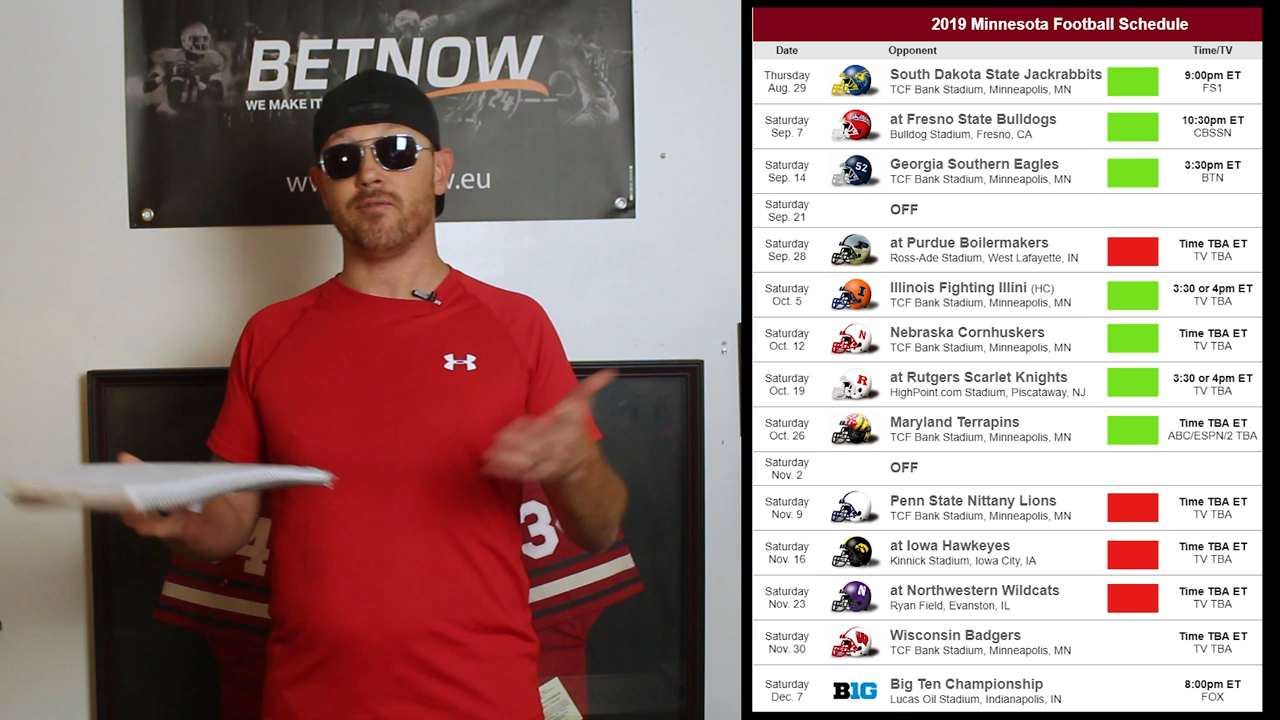 BETNOW
WE MAKE IT
2019 Minnesota Football Schedule
Date Opponent Time/TV
Thursday South Dakota State Jackrabbits 9:00pm ET
Aug. 29 TCF Bank Stadium, Minneapolis, MN FS1
Saturday at Fresno State Bulldogs 10:30pm ET
Sep. 7 Bulldog Stadium, Fresno, CA CBSSN
Saturday Georgia Southern Eagles 3:30pm ET
Sep. 14 TCF Bank Stadium, Minneapolis, MN BTN
52
Saturday OFF
Sep. 21
Saturday at Purdue Boilermakers Time TBA ET
Sep. 28 Ross-Ade Stadium, West Lafayette, IN TV TBA
Saturday Illinois Fighting Illini (HC) 3:30 or 4pm ET
Oct. 5 TCF Bank Stadium, Minneapolis, MN TV TBA
I
Saturday Nebraska Cornhuskers Time TBA ET
Oct. 12 TCF Bank Stadium, Minneapolis, MN TV TBA
N
Saturday at Rutgers Scarlet Knights 3:30 or 4pm ET
Oct. 19 HighPoint.com Stadium, Piscataway, NJ TV TBA
R
Saturday Maryland Terrapins Time TBA ET
Oct. 26 TCF Bank Stadium, Minneapolis, MN ABC/ESPN/2 TBA
Saturday OFF
Nov. 2
Saturday Penn State Nittany Lions Time TBA ET
Nov. 9 TCF Bank Stadium, Minneapolis, MN TV TBA
Saturday at Iowa Hawkeyes Time TBA ET
Nov. 16 Kinnick Stadium, Iowa City, IA TV TBA
Saturday at Northwestern Wildcats Time TBA ET
Nov. 23 Ryan Field, Evanston, IL TV TBA
N
Saturday Wisconsin Badgers Time TBA ET
Nov. 30 TCF Bank Stadium, Minneapolis, MN TV TBA
W
Saturday B1G Big Ten Championship 8:00pm ET
Dec. 7 Lucas Oil Stadium, Indianapolis, IN FOX
4
3